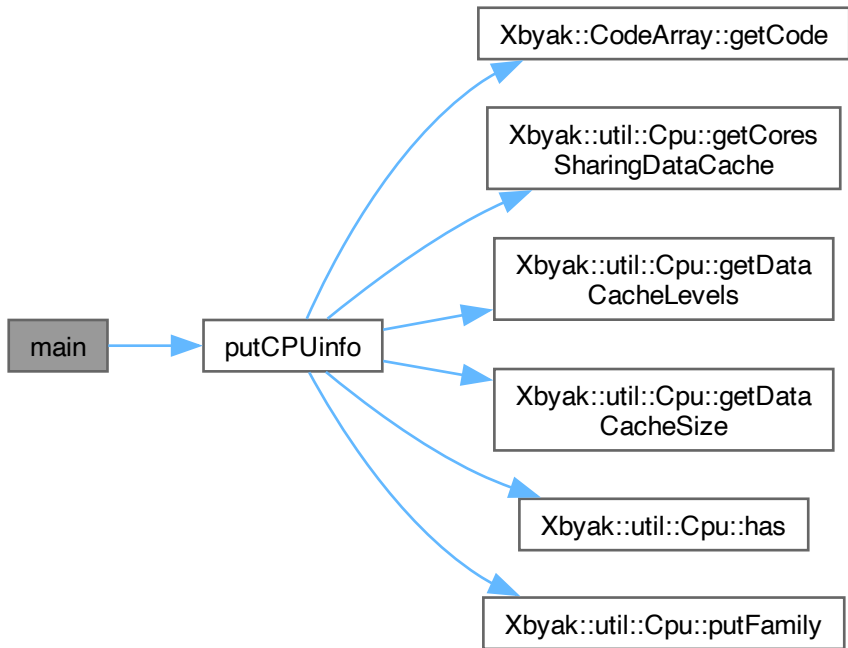 main
putCPUinfo
Xbyak::CodeArray::getCode
Xbyak::util::Cpu::getCores
SharingDataCache
Xbyak::util::Cpu::getData
CacheLevels
Xbyak::util::Cpu::getData
CacheSize
Xbyak::util::Cpu::has
Xbyak::util::Cpu::putFamily